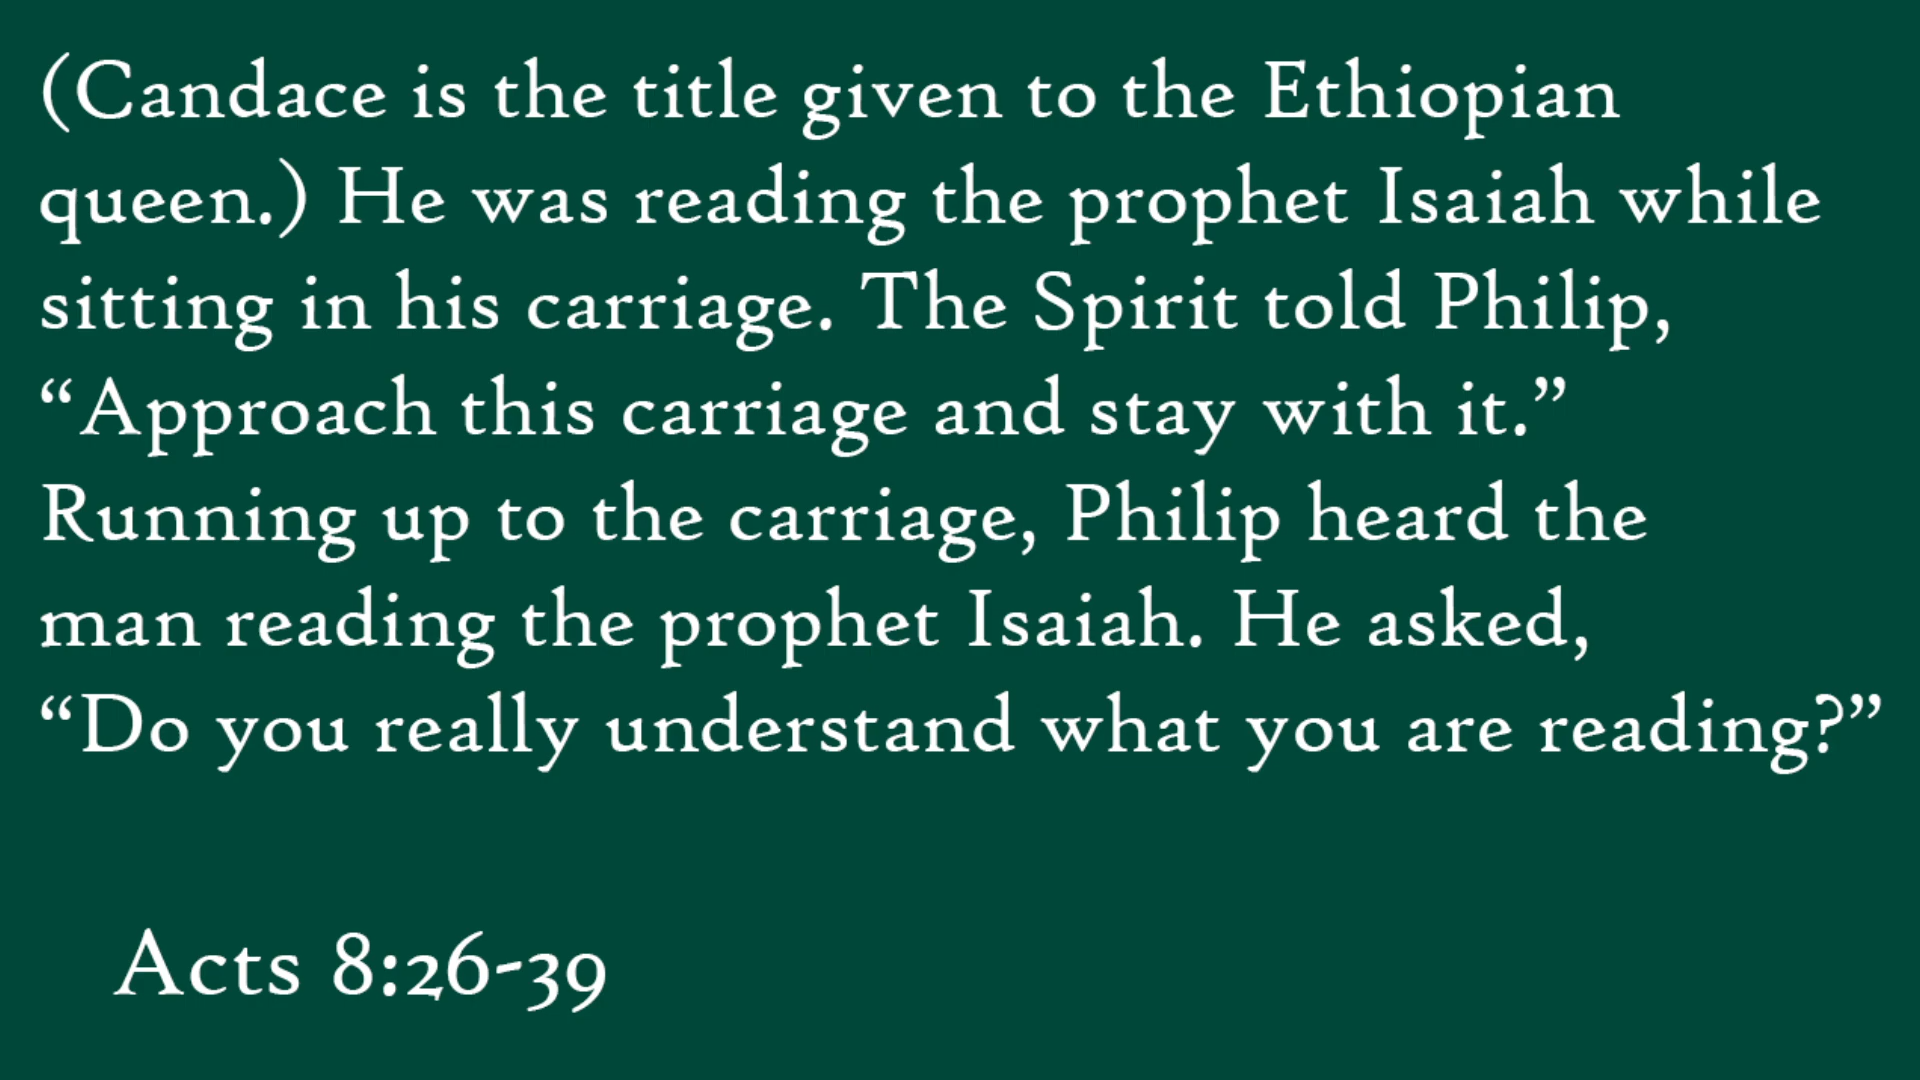 (Candace is the title given to the Ethiopian
queen.) He was reading the prophet Isaiah while
sitting in his carriage. The Spirit told Philip,
“Approach this carriage and stay with it.”
Running up to the carriage, Philip heard the
man reading the prophet Isaiah. He asked,
“Do you really understand what you are reading?”
Acts 8:26-39